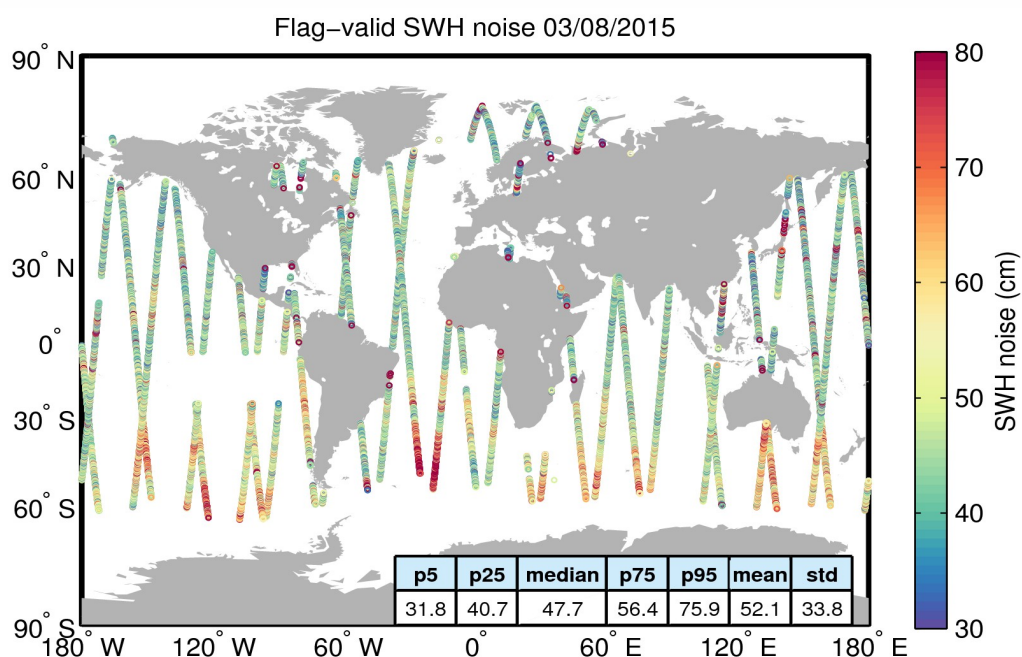 Flag−valid SWH noise 03/08/2015
90° N
60° N
30° N
0°
30° S
60° S
90° S
180° W
120° W
60° W
0°
60° E
120° E
180° E
80
70
60
50
40
30
SWH noise (cm)
p5 p25 median p75 p95 mean std
31.8 40.7 47.7 56.4 75.9 52.1 33.8